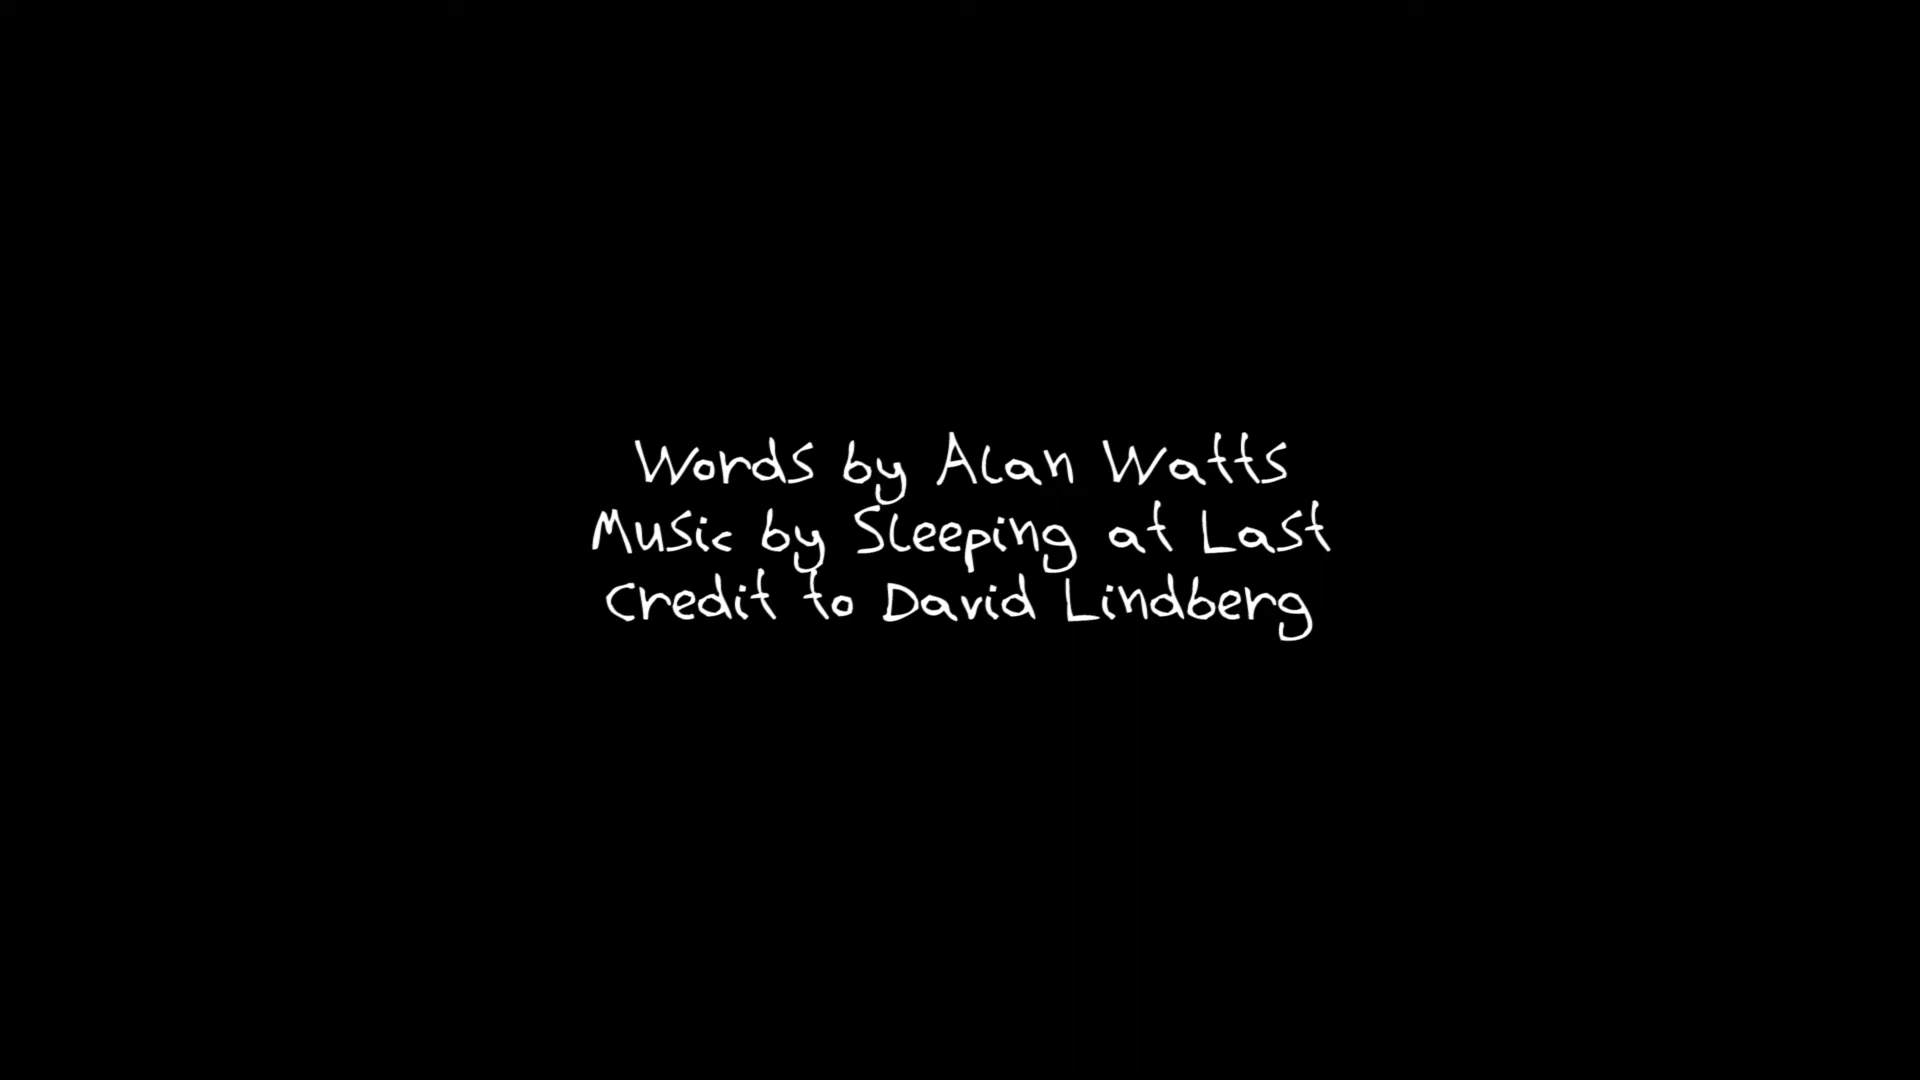 Words by Alan Watts
Music by Sleeping at Last
Credit to David Lindberg